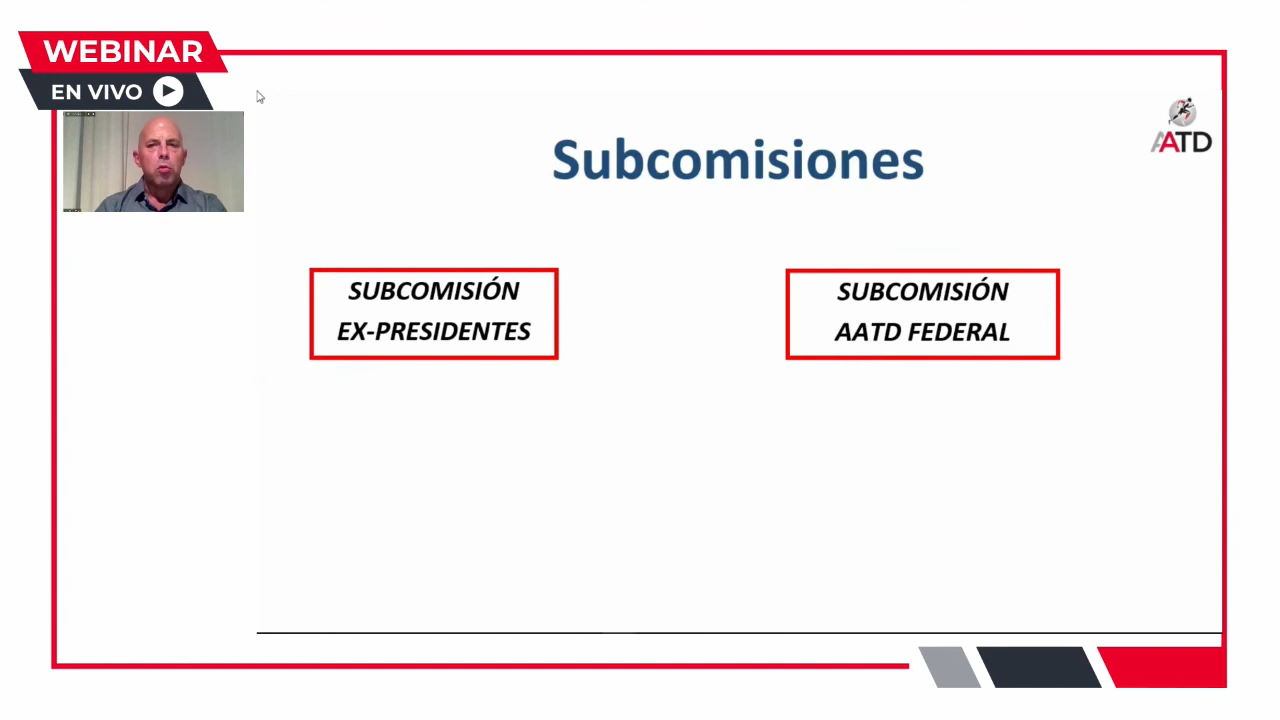 WEBINAR
EN VIVO
AATD
Subcomisiones
SUBCOMISIÓN
EX-PRESIDENTES
SUBCOMISIÓN
AATD FEDERAL